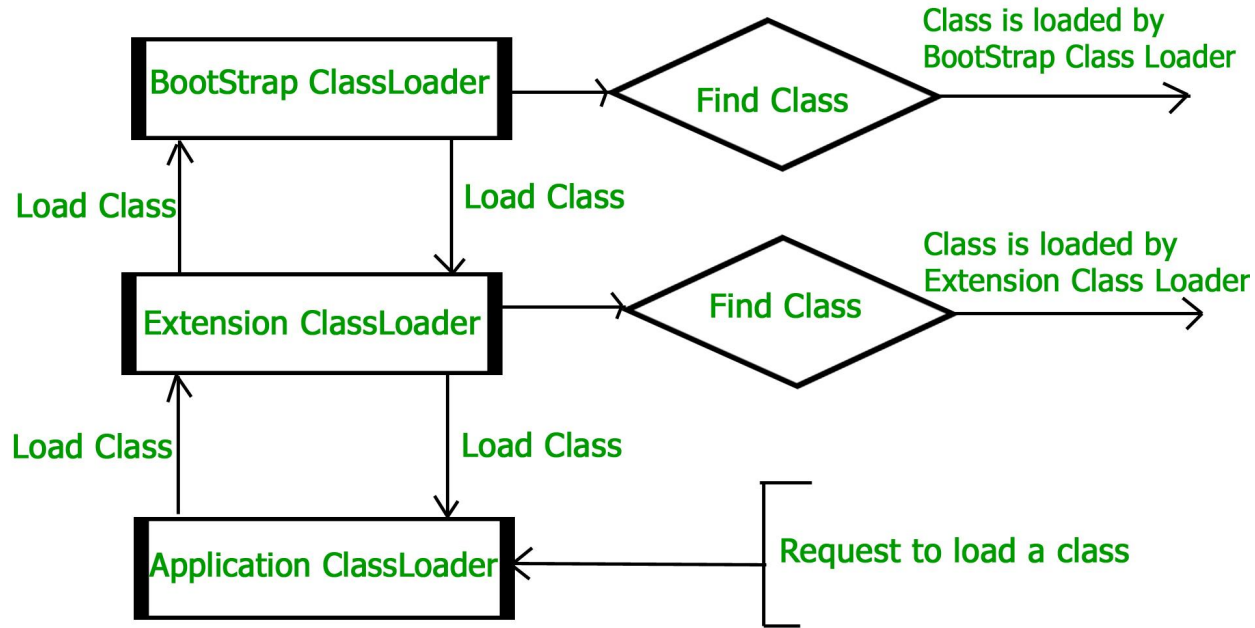 BootStrap ClassLoader
Find Class
Class is loaded by
BootStrap Class Loader
Load Class
Load Class
Extension ClassLoader
Find Class
Class is loaded by
Extension Class Loader
Load Class
Load Class
Application ClassLoader
Request to load a class